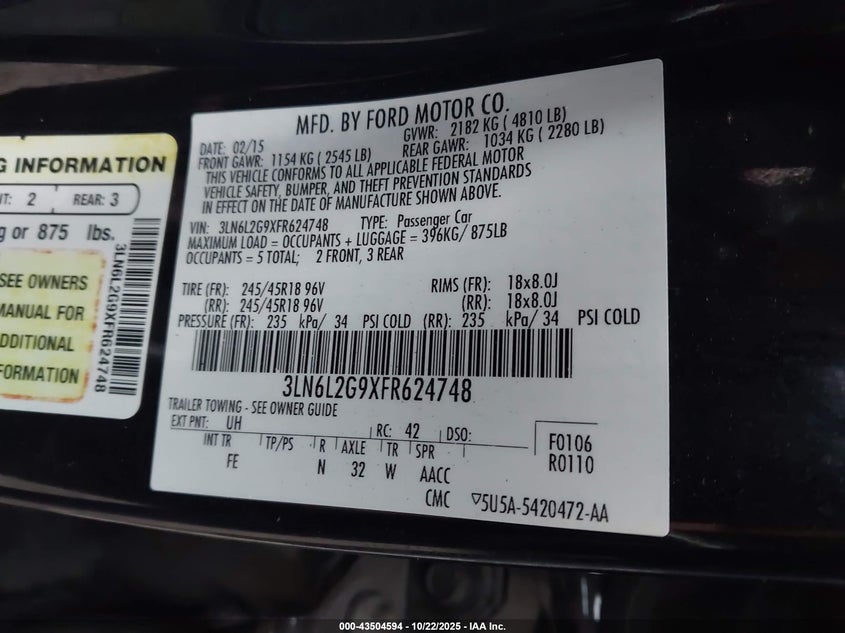 MFD. BY FORD MOTOR CO.
DATE: 02/15 GVWR: 2182 KG ( 4810 LB)
FRONT GAWR: 1154 KG ( 2545 LB) REAR GAWR: 1034 KG ( 2280 LB)
THIS VEHICLE CONFORMS TO ALL APPLICABLE FEDERAL MOTOR
VEHICLE SAFETY, BUMPER, AND THEFT PREVENTION STANDARDS
IN EFFECT ON THE DATE OF MANUFACTURE SHOWN ABOVE.
VIN: 3LN6L2G9XFR624748 TYPE: Passenger Car
MAXIMUM LOAD = OCCUPANTS + LUGGAGE = 396KG/ 875LB
OCCUPANTS = 5 TOTAL; 2 FRONT, 3 REAR
TIRE (FR): 245/45R18 96V RIMS (FR): 18x8.0J
(RR): 245/45R18 96V (RR): 18x8.0J
PRESSURE (FR): 235 kPa/ 34 PSI COLD (RR): 235 kPa/ 34 PSI COLD
3LN6L2G9XFR624748
TRAILER TOWING - SEE OWNER GUIDE
EXT PNT: UH RC: 42 DSO:
INT TR TP/PS R AXLE TR SPR
FE N 32 W AACC
CMC
F0106
R0110
▽5U5A-5420472-AA
G INFORMATION
NT: 2 REAR: 3
g or 875 lbs.
SEE OWNERS
MANUAL FOR
ADDITIONAL
INFORMATION
3LN6L2G9XFR624748
000-43504594 • 10/22/2025 - IAA Inc.